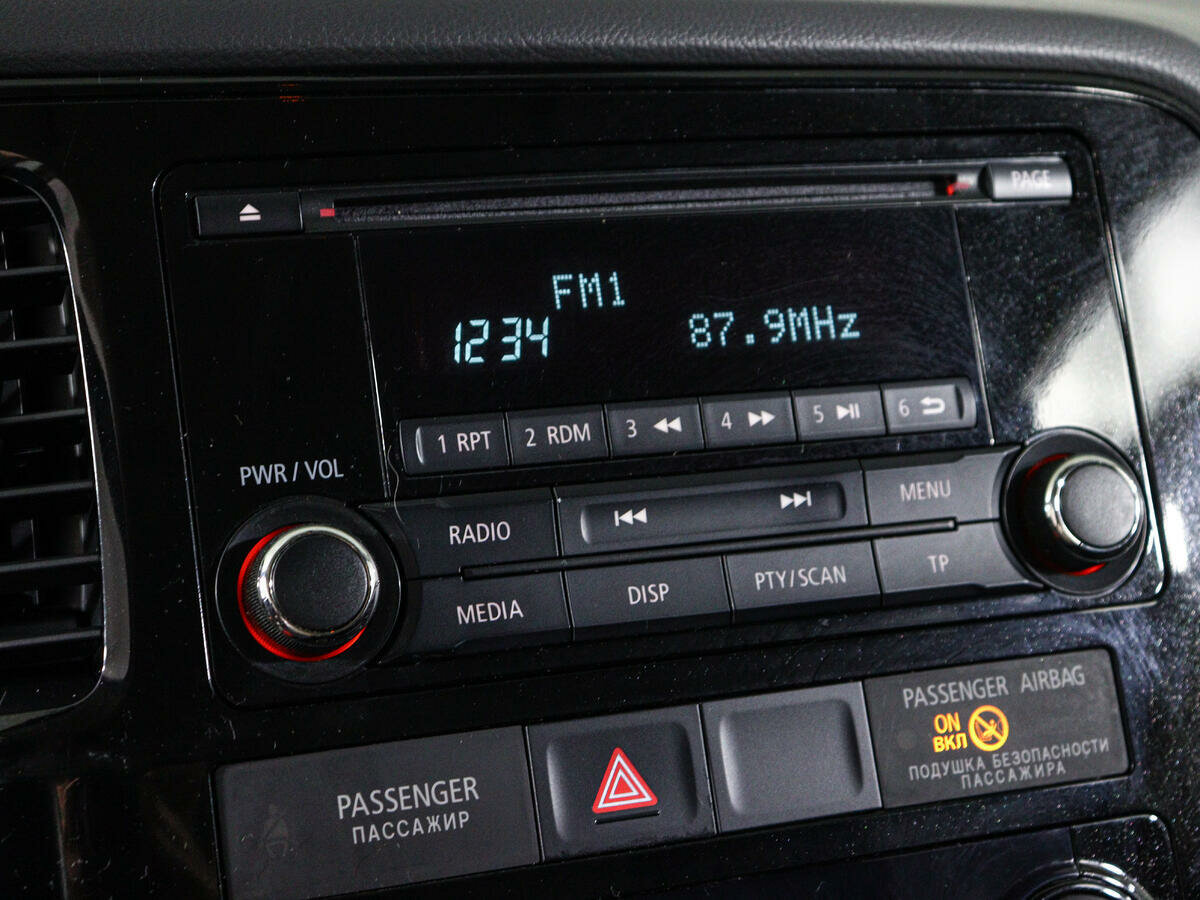 PAGE
FM1
1234
87.9MHz
1 RPT
2 RDM
3
4
5
6
PWR / VOL
RADIO
MENU
MEDIA
DISP
PTY/SCAN
TP
PASSENGER AIRBAG
ON
ВКЛ
ПОДУШКА БЕЗОПАСНОСТИ
ПАССАЖИРА
PASSENGER
ПАССАЖИР